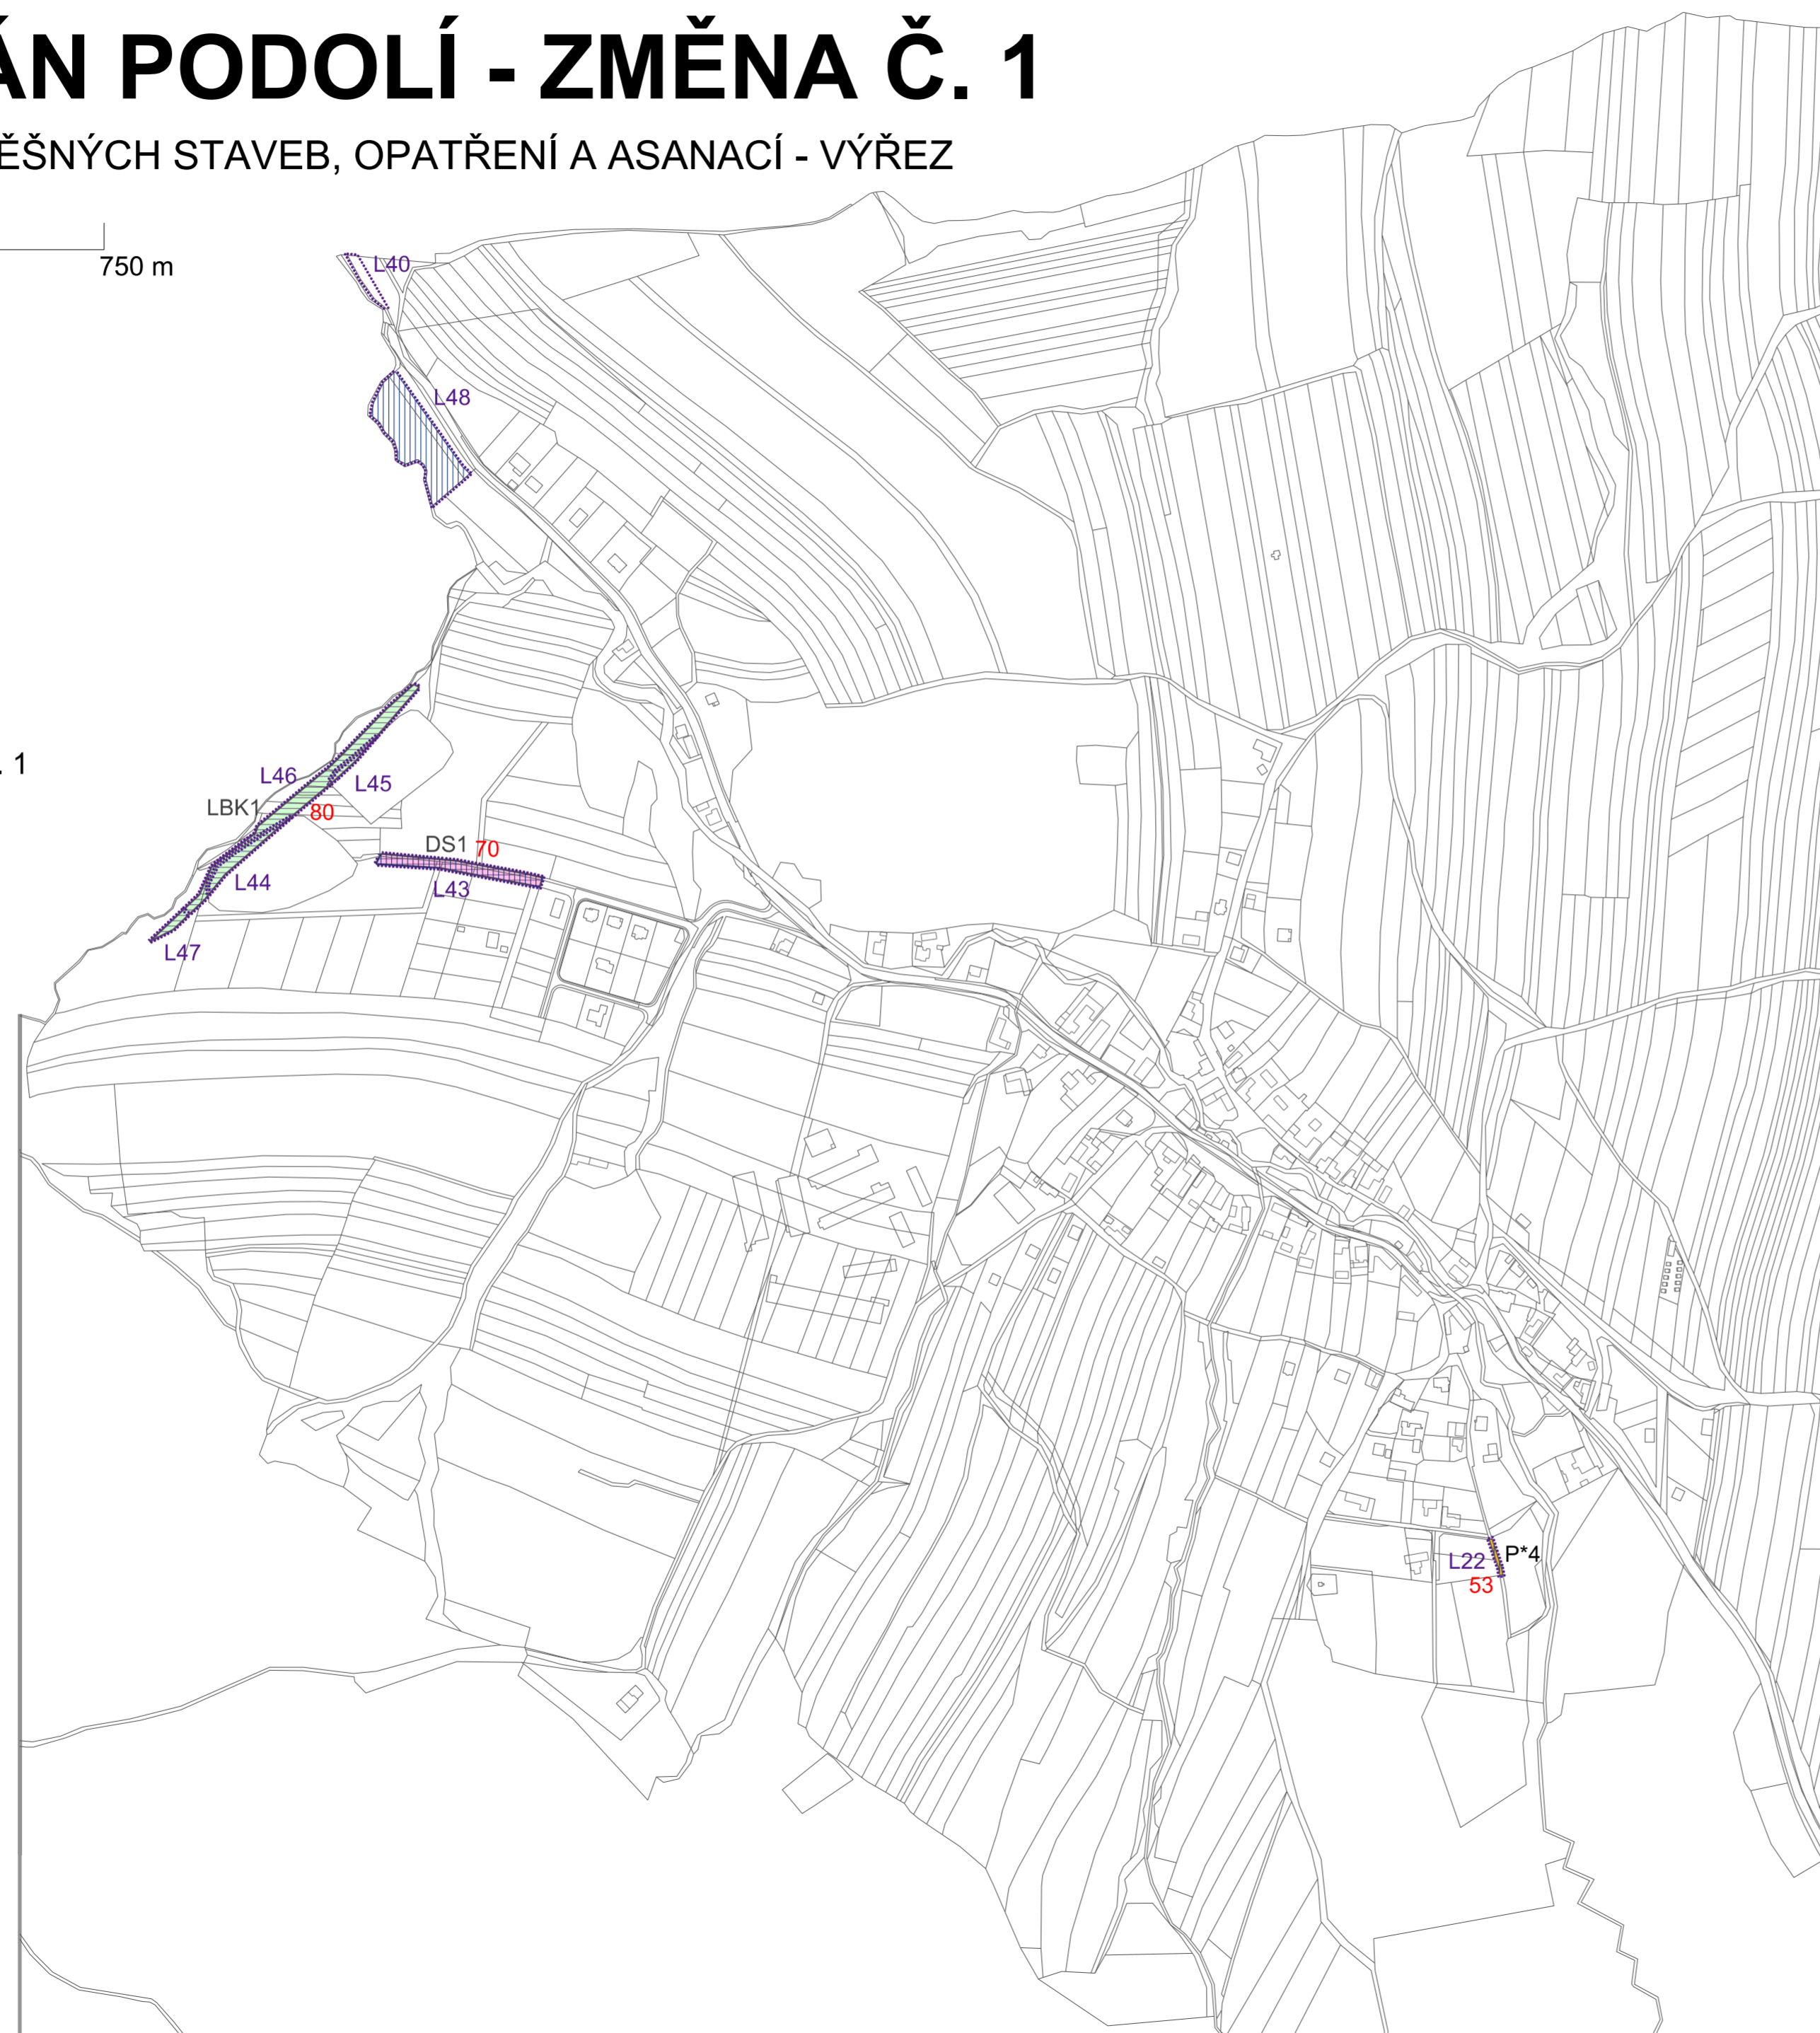 ÁN PODOLÍ - ZMĚNA Č. 1
ĚŠNÝCH STAVEB, OPATŘENÍ A ASANACÍ - VÝŘEZ
750 m
L40
L48
. 1
L46
L45
LBK1
80
DS1 70
L44
L43
L47
L22
P*4
53